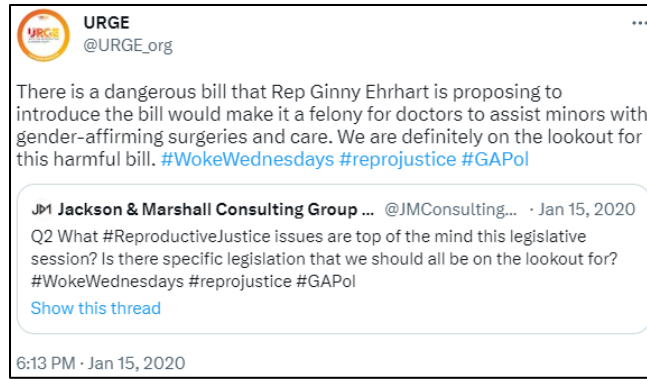 URGE
URGE
@URGE_org
...
There is a dangerous bill that Rep Ginny Ehrhart is proposing to
introduce the bill would make it a felony for doctors to assist minors with
gender-affirming surgeries and care. We are definitely on the lookout for
this harmful bill. #WokeWednesdays #reprojustice #GAPol
JM Jackson & Marshall Consulting Group ... @JMConsulting... · Jan 15, 2020
Q2 What #ReproductiveJustice issues are top of the mind this legislative
session? Is there specific legislation that we should all be on the lookout for?
#WokeWednesdays #reprojustice #GAPol
Show this thread
6:13 PM · Jan 15, 2020